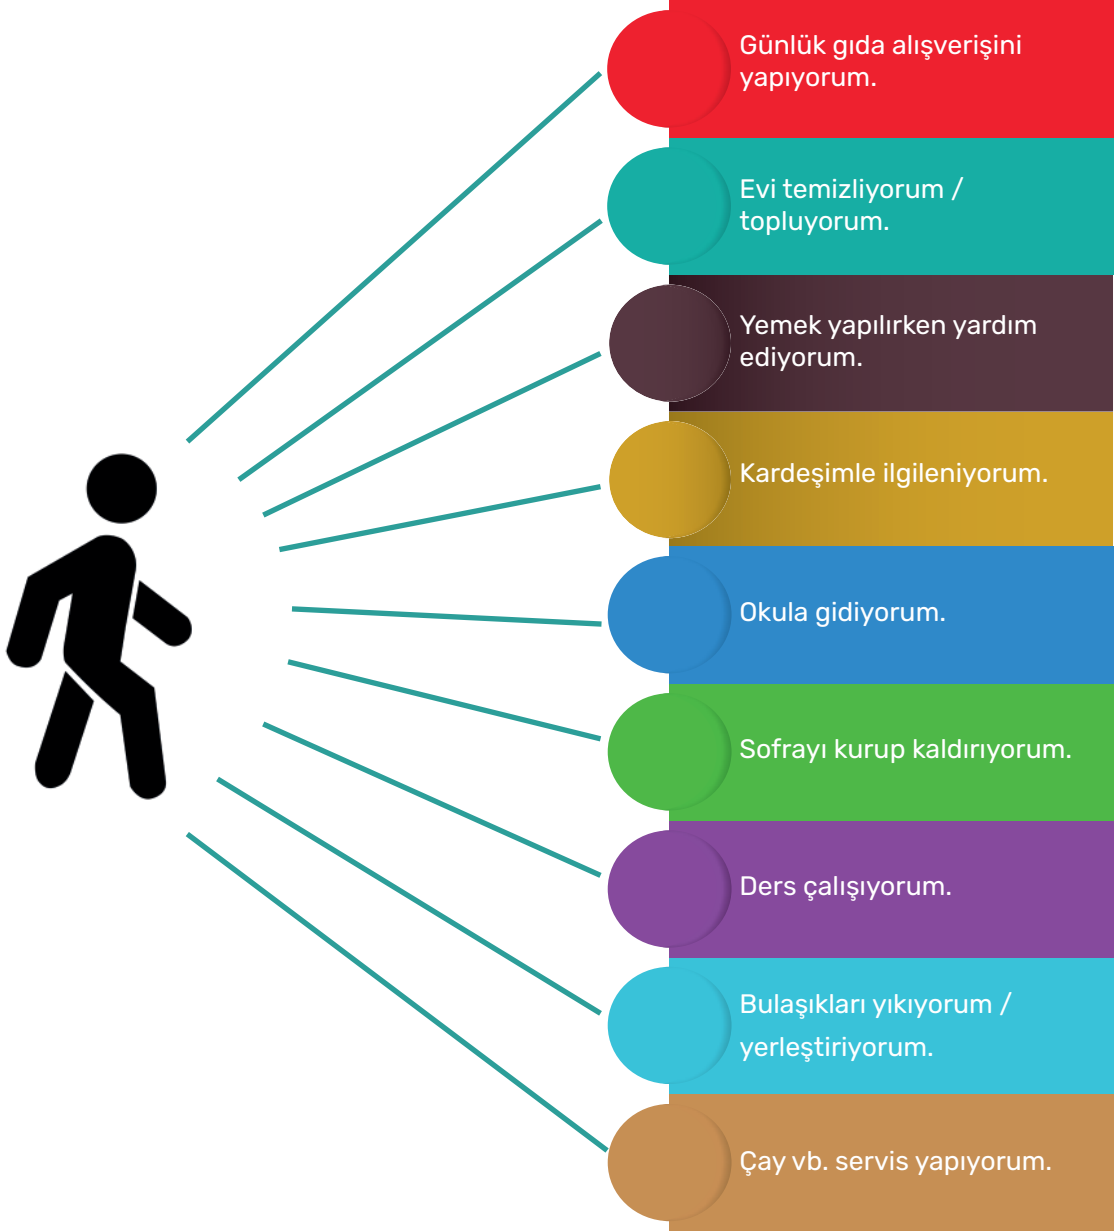 Günlük gıda alışverişini
yapıyorum.
Evi temizliyorum /
topluyorum.
Yemek yapılırken yardım
ediyorum.
Kardeşimle ilgileniyorum.
Okula gidiyorum.
Sofrayı kurup kaldırıyorum.
Ders çalışıyorum.
Bulaşıkları yıkıyorum /
yerleştiriyorum.
Çay vb. servis yapıyorum.